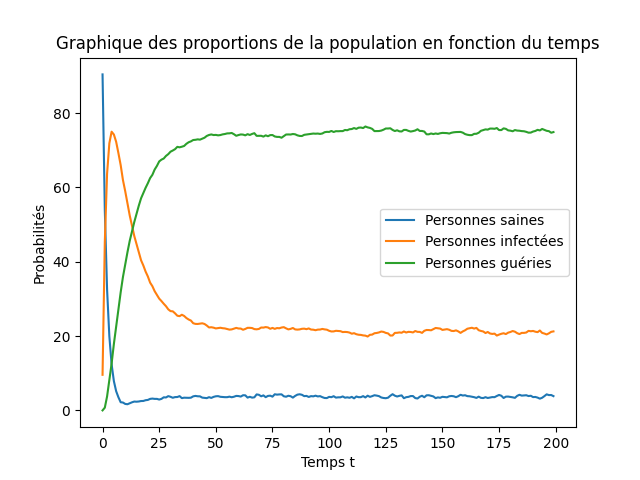 Graphique des proportions de la population en fonction du temps
80
60
40
20
0
Probabilités
Personnes saines
Personnes infectées
Personnes guéries
0 25 50 75 100 125 150 175 200
Temps t